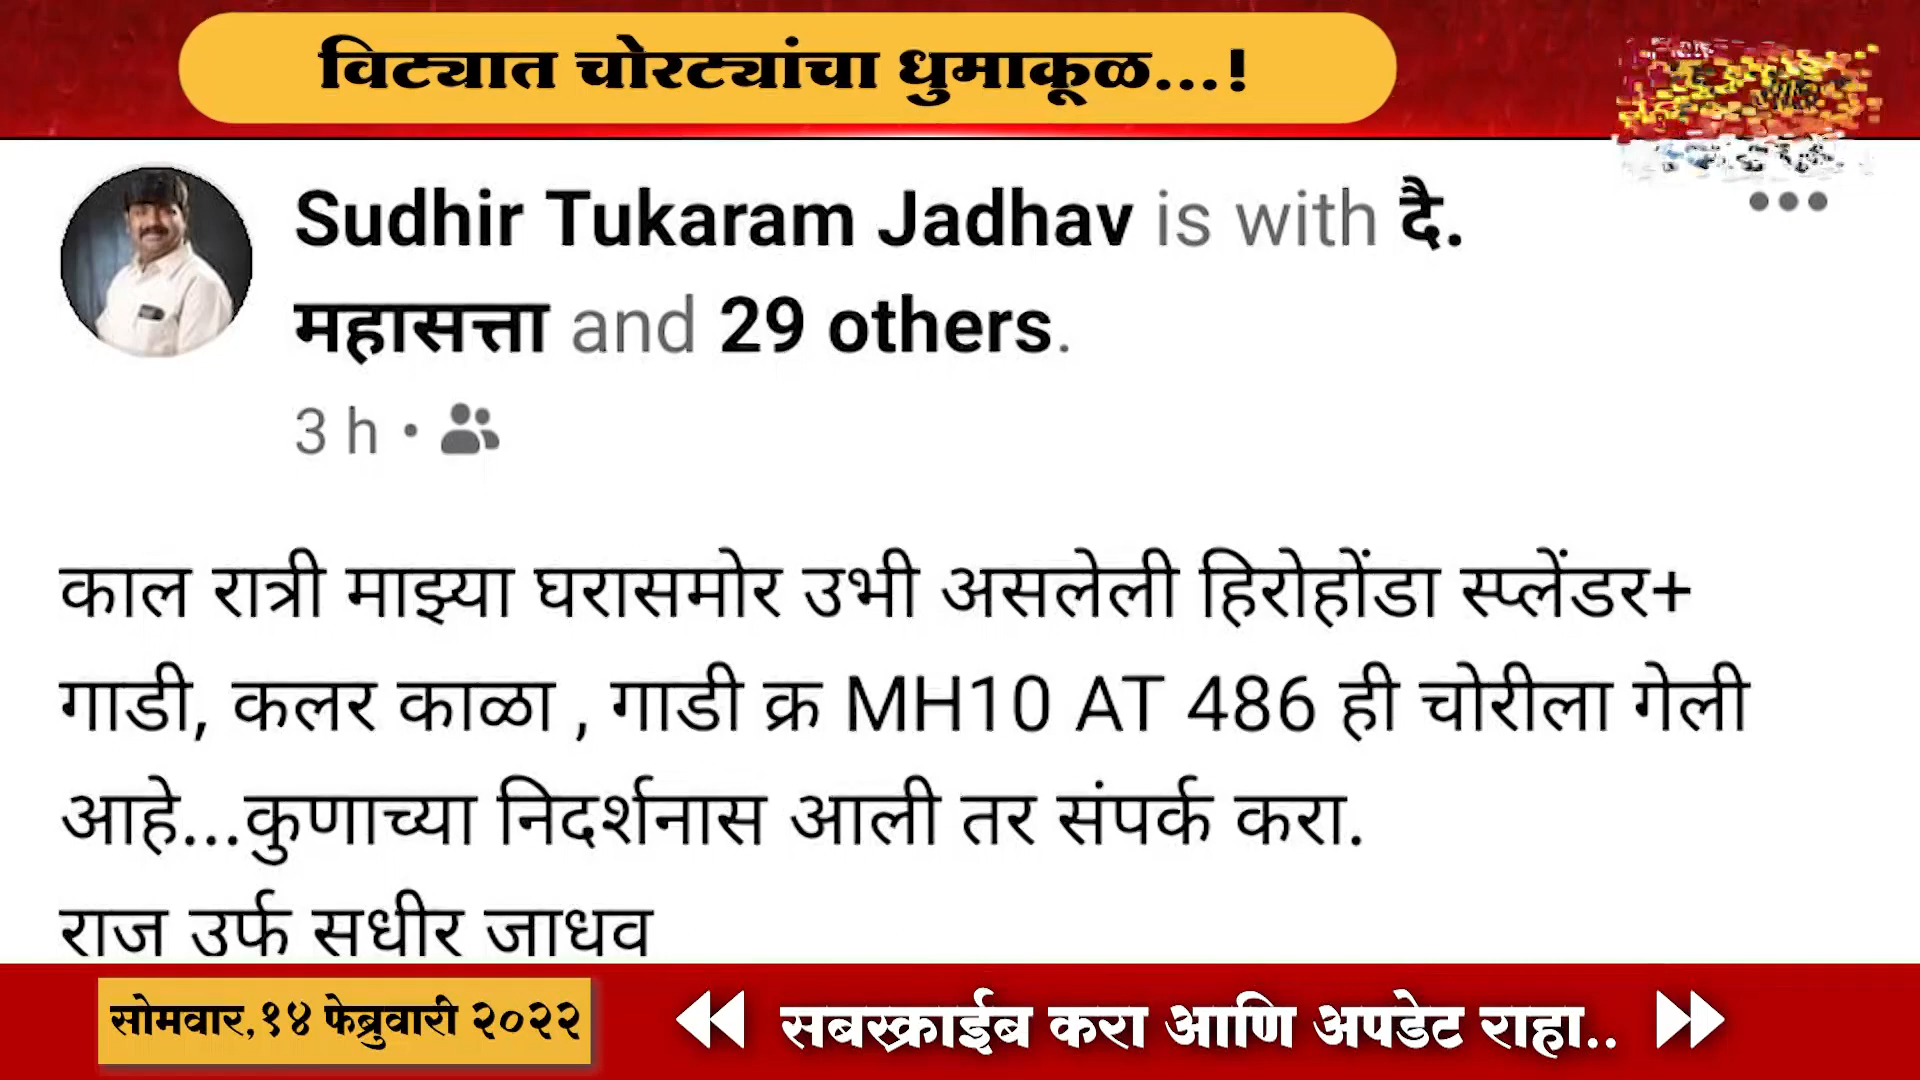 विट्यात चोरट्यांचा धुमाकूळ...!
Sudhir Tukaram Jadhav is with दै.
महासत्ता and 29 others.
3 h •
काल रात्री माझ्या घरासमोर उभी असलेली हिरोहोंडा स्प्लेंडर+
गाडी, कलर काळा , गाडी क्र MH10 AT 486 ही चोरीला गेली
आहे...कुणाच्या निदर्शनास आली तर संपर्क करा.
राज उर्फ सुधीर जाधव
सोमवार,१४ फेब्रुवारी २०२२
सबस्क्राईब करा आणि अपडेट राहा..